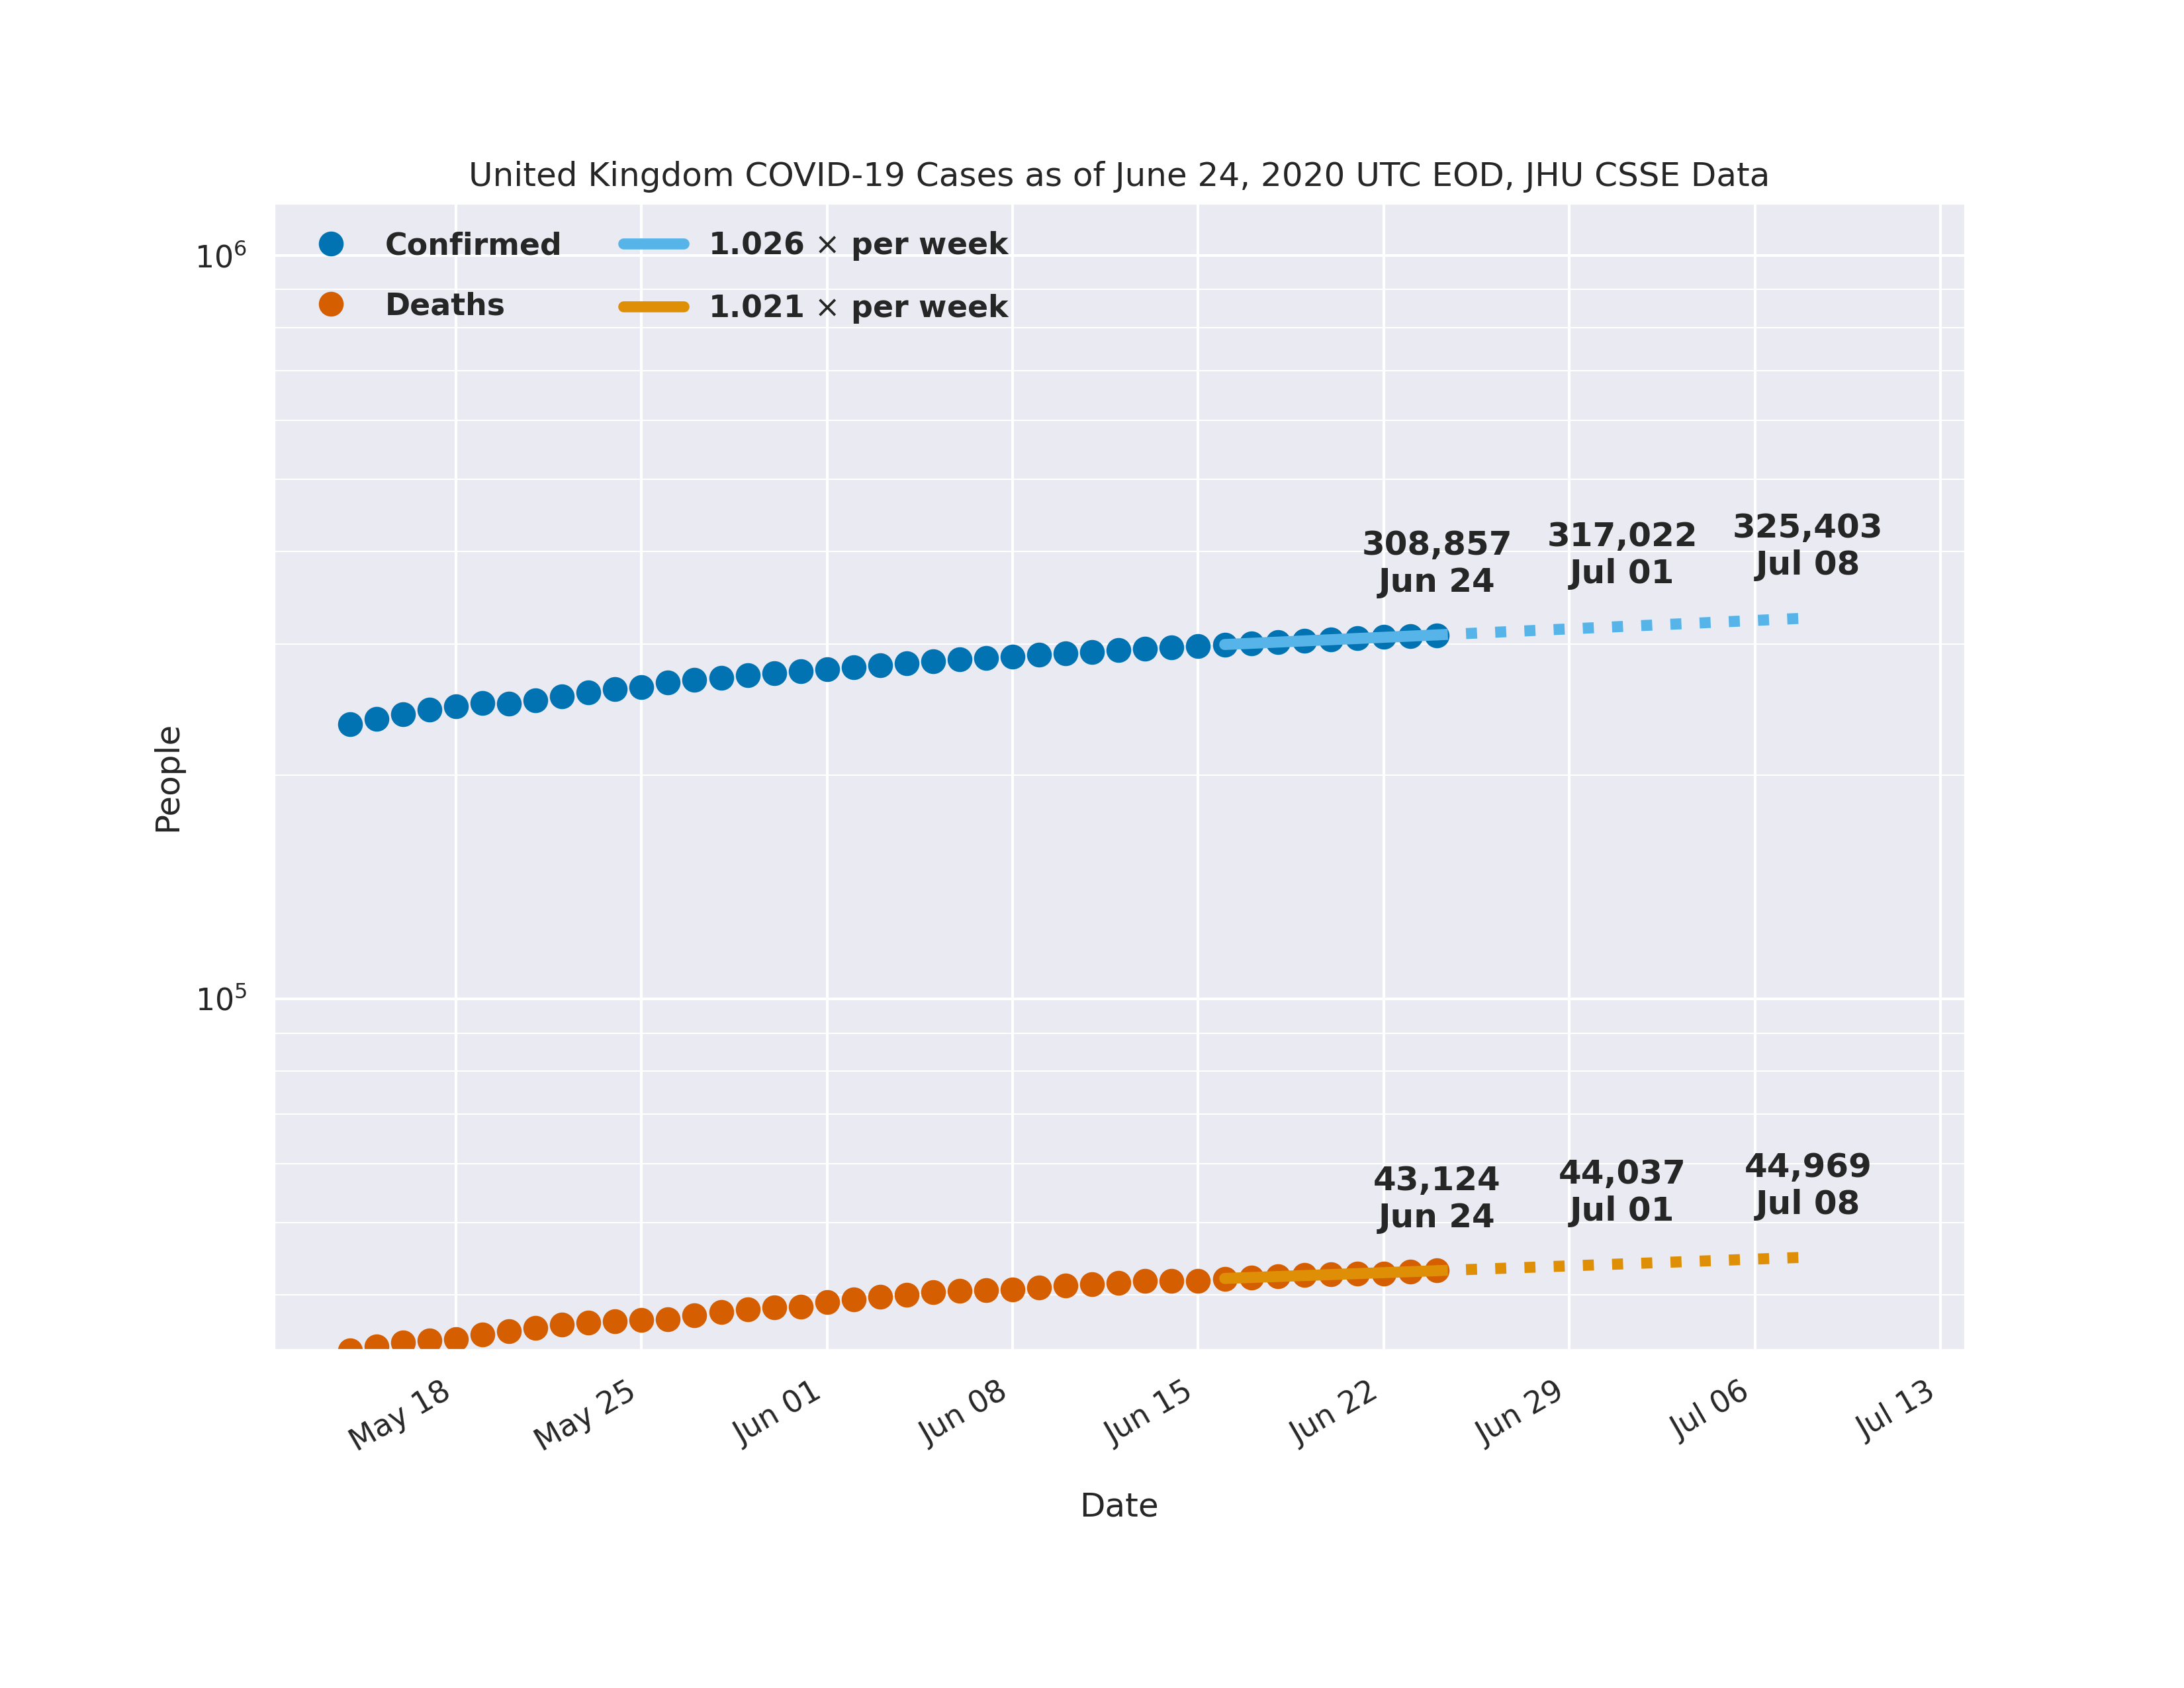 United Kingdom COVID-19 Cases as of June 24, 2020 UTC EOD, JHU CSSE Data
Confirmed
Deaths
1.026 × per week
1.021 × per week
10⁶
10⁵
People
308,857
Jun 24
317,022
Jul 01
325,403
Jul 08
43,124
Jun 24
44,037
Jul 01
44,969
Jul 08
May 18
May 25
Jun 01
Jun 08
Jun 15
Jun 22
Jun 29
Jul 06
Jul 13
Date